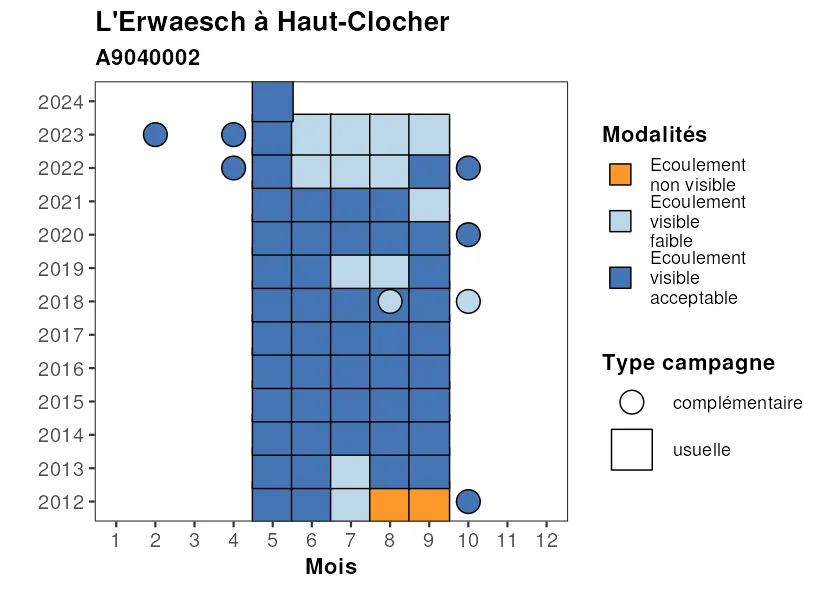 L'Erwaesch à Haut-Clocher
A9040002
2024
2023
2022
2021
2020
2019
2018
2017
2016
2015
2014
2013
2012
1 2 3 4 5 6 7 8 9 10 11 12
Mois
Modalités
Ecoulement
non visible
Ecoulement
visible
faible
Ecoulement
visible
acceptable
Type campagne
complémentaire
usuelle